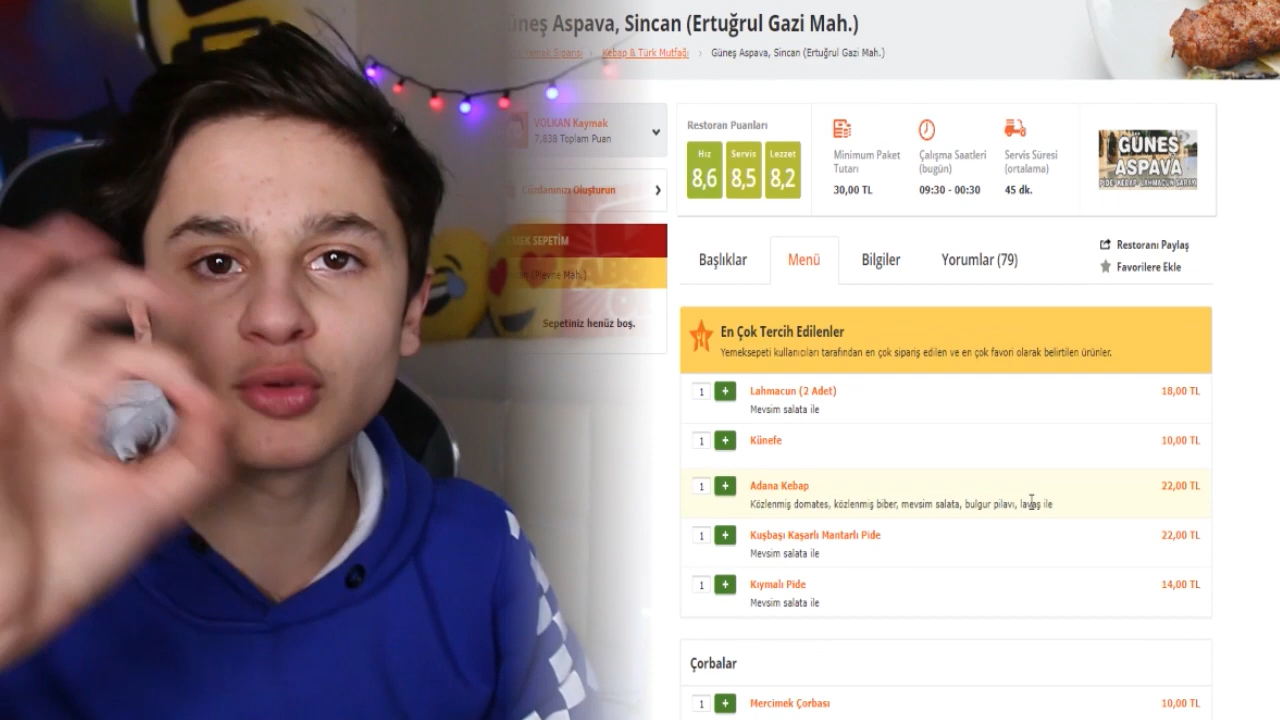 Güneş Aspava, Sincan (Ertuğrul Gazi Mah.)
Yemek Siparişi › Kebap & Türk Mutfağı › Güneş Aspava, Sincan (Ertuğrul Gazi Mah.)
VOLKAN Kaymak
7,838 Toplam Puan
Cüzdanınızı Oluşturun
YEMEK SEPETİM
(Plevne Mah.)
Sepetiniz henüz boş.
Restoran Puanları
Hız Servis Lezzet
8,6 8,5 8,2
Minimum Paket Tutarı
30,00 TL
Çalışma Saatleri (bugün)
09:30 - 00:30
Servis Süresi (ortalama)
45 dk.
GÜNEŞ
ASPAVA
Başlıklar Menü Bilgiler Yorumlar (79)
Restoranı Paylaş
Favorilere Ekle
En Çok Tercih Edilenler
Yemeksepeti kullanıcıları tarafından en çok sipariş edilen ve en çok favori olarak belirtilen ürünler.
1 + Lahmacun (2 Adet) 18,00 TL
Mevsim salata ile
1 + Künefe 10,00 TL
1 + Adana Kebap 22,00 TL
Közlenmiş domates, közlenmiş biber, mevsim salata, bulgur pilavı, lavaş ile
1 + Kuşbaşı Kaşarlı Mantarlı Pide 22,00 TL
Mevsim salata ile
1 + Kıymalı Pide 14,00 TL
Mevsim salata ile
Çorbalar
1 + Mercimek Çorbası 10,00 TL